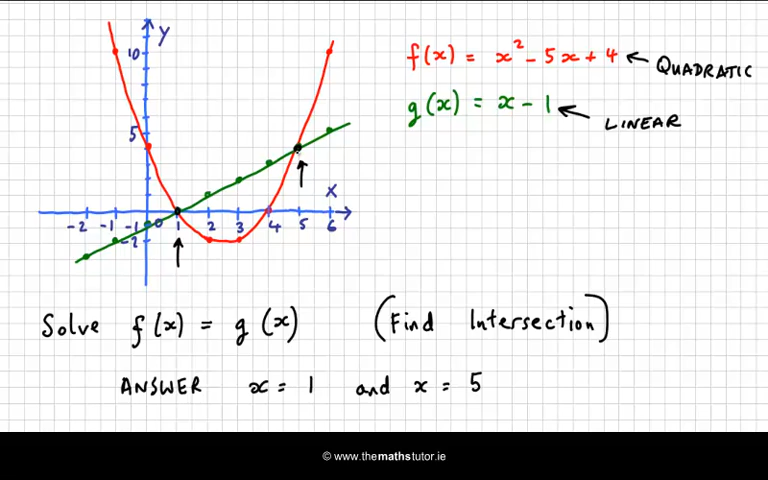 y
10
f(x) = x² - 5x + 4 ← QUADRATIC
g(x) = x - 1 ← LINEAR
5
x
-2 -1 -1 0 1 2 3 4 5 6
-2
Solve f(x) = g(x) (Find Intersection)
ANSWER x = 1 and x = 5
© www.themathstutor.ie